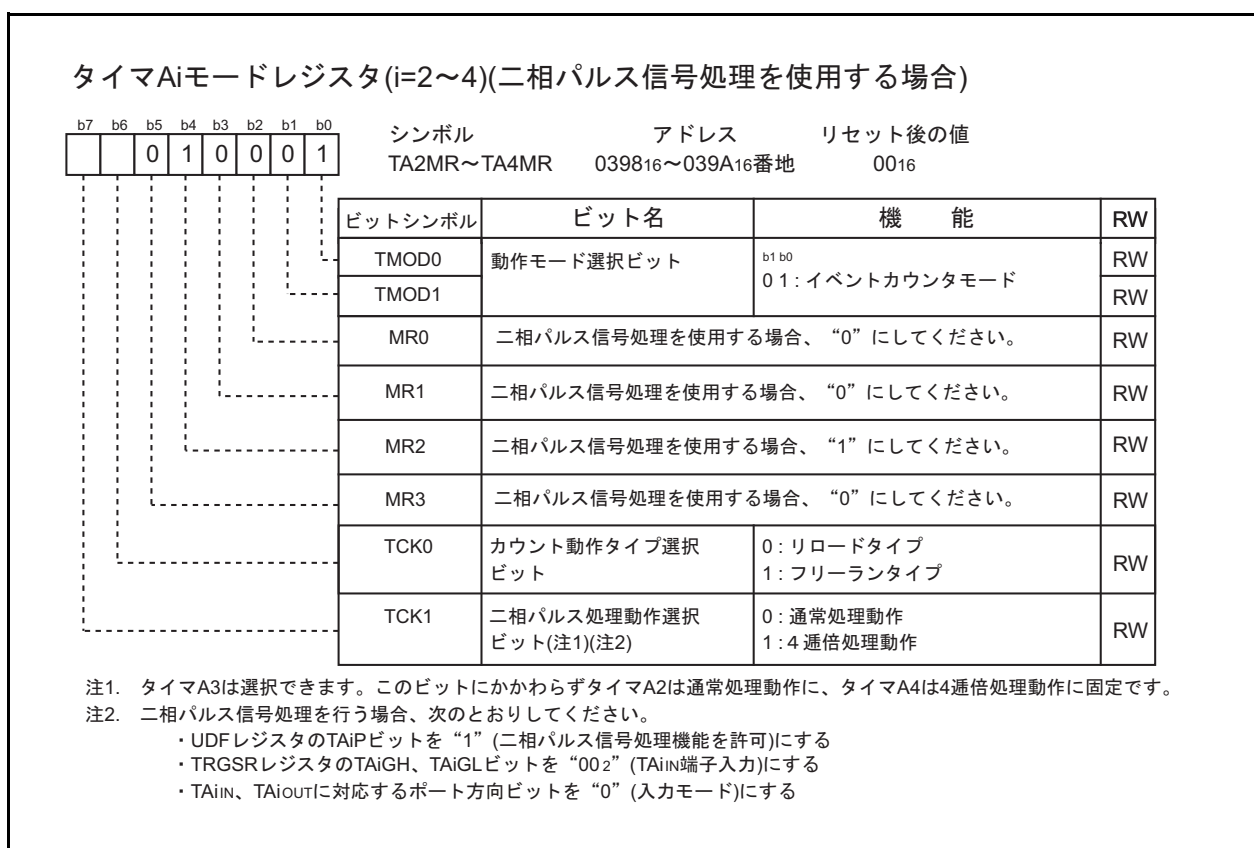 タイマAiモードレジスタ(i=2～4)(二相パルス信号処理を使用する場合)
b7 b6 b5 b4 b3 b2 b1 b0
0 1 0 0 0 1
シンボル アドレス リセット後の値
TA2MR～TA4MR 039816～039A16番地 0016
ビットシンボル ビット名 機 能 RW
TMOD0 動作モード選択ビット b1 b0 RW
0 1 : イベントカウンタモード
TMOD1 RW
MR0 二相パルス信号処理を使用する場合、“0”にしてください。 RW
MR1 二相パルス信号処理を使用する場合、“0”にしてください。 RW
MR2 二相パルス信号処理を使用する場合、“1”にしてください。 RW
MR3 二相パルス信号処理を使用する場合、“0”にしてください。 RW
TCK0 カウント動作タイプ選択 0 : リロードタイプ
ビット 1 : フリーランタイプ RW
TCK1 二相パルス処理動作選択 0 : 通常処理動作
ビット(注1)(注2) 1 : 4 逓倍処理動作 RW
注1. タイマA3は選択できます。このビットにかかわらずタイマA2は通常処理動作に、タイマA4は4逓倍処理動作に固定です。
注2. 二相パルス信号処理を行う場合、次のとおりしてください。
・UDFレジスタのTAiPビットを“1”(二相パルス信号処理機能を許可)にする
・TRGSRレジスタのTAiGH、TAiGLビットを“002”(TAiIN端子入力)にする
・TAiIN、TAiOUTに対応するポート方向ビットを“0”(入力モード)にする